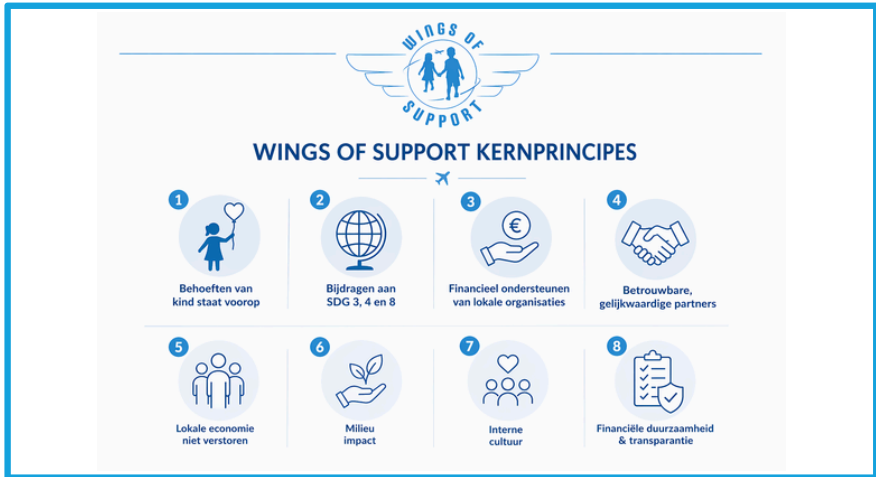 WINGS OF
SUPPORT
WINGS OF SUPPORT KERNPRINCIPES
1
Behoeften van
kind staat voorop
2
Bijdragen aan
SDG 3, 4 en 8
3
€
Financieel ondersteunen
van lokale organisaties
4
Betrouwbare,
gelijkwaardige partners
5
Lokale economie
niet verstoren
6
Milieu
impact
7
Interne
cultuur
8
Financiële duurzaamheid
& transparantie